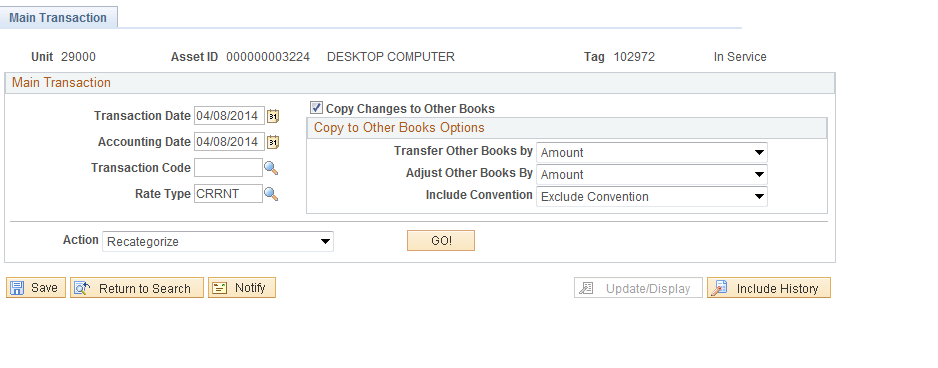 Main Transaction
Unit 29000 Asset ID 000000003224 DESKTOP COMPUTER Tag 102972 In Service
Main Transaction
Transaction Date 04/08/2014 31
Accounting Date 04/08/2014 31
Transaction Code
Rate Type CRRNT
Copy Changes to Other Books
Copy to Other Books Options
Transfer Other Books by Amount
Adjust Other Books By Amount
Include Convention Exclude Convention
Action Recategorize GO!
Save Return to Search Notify Update/Display Include History